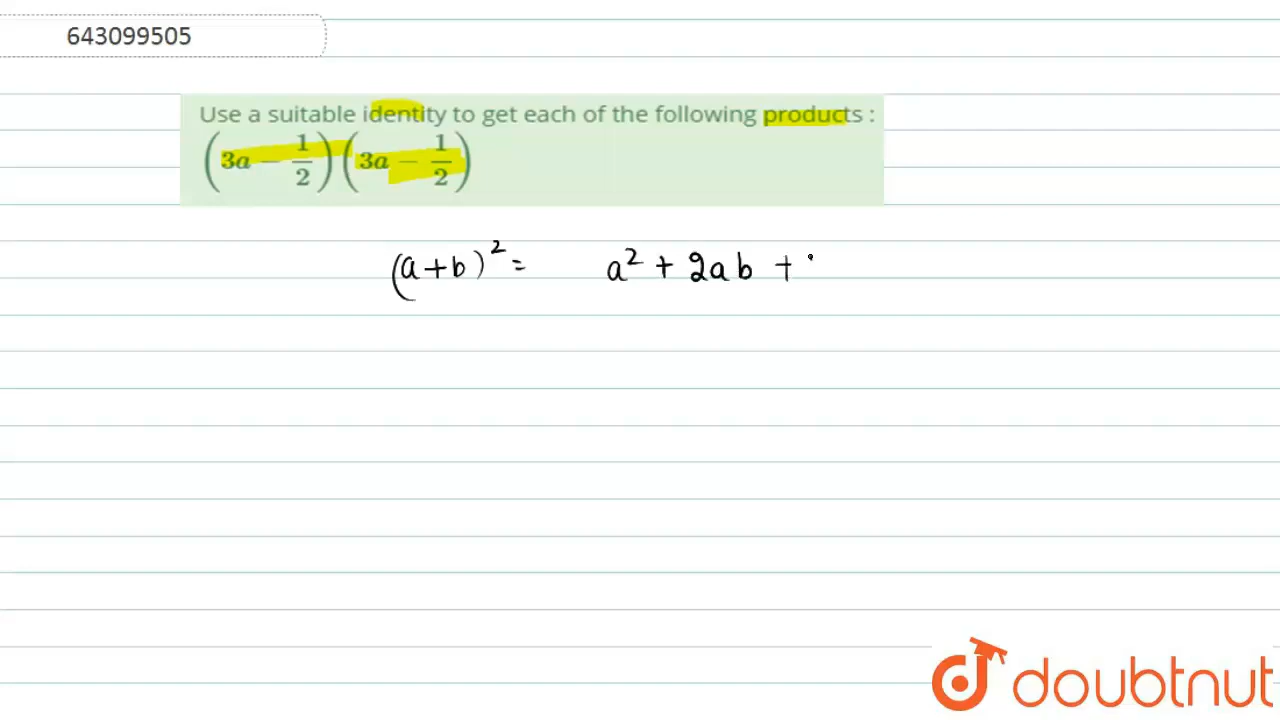 643099505
Use a suitable identity to get each of the following products :
(3a − 1/2)(3a − 1/2)
(a+b)² = a² + 2ab +
doubtnut